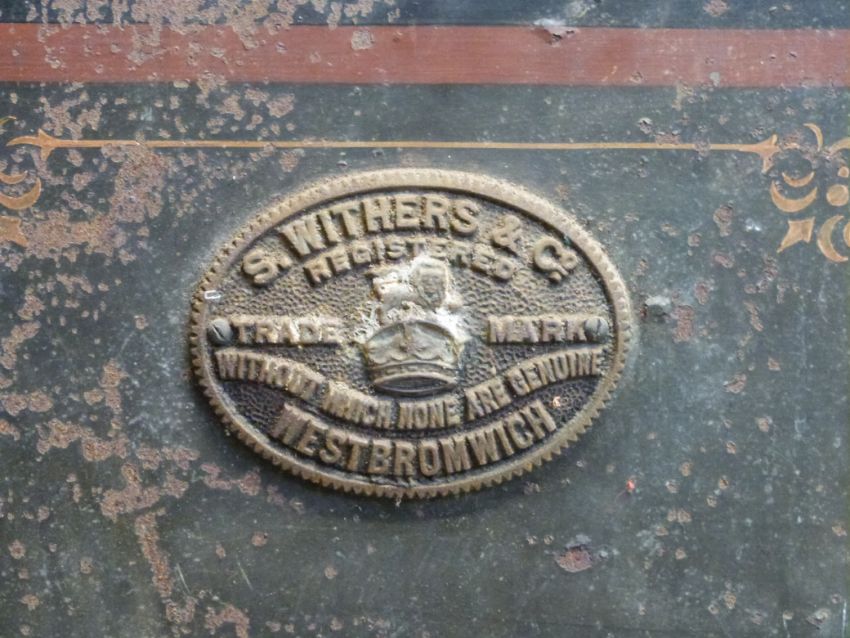 S. WITHERS & Co
REGISTERED
TRADE MARK
WITHOUT WHICH NONE ARE GENUINE
WESTBROMWICH